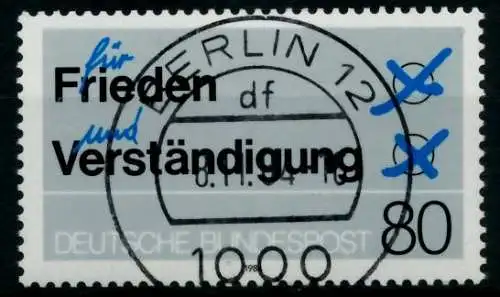 für
Frieden
und
Verständigung
DEUTSCHE BUNDESPOST 80
BERLIN 12
df
1000